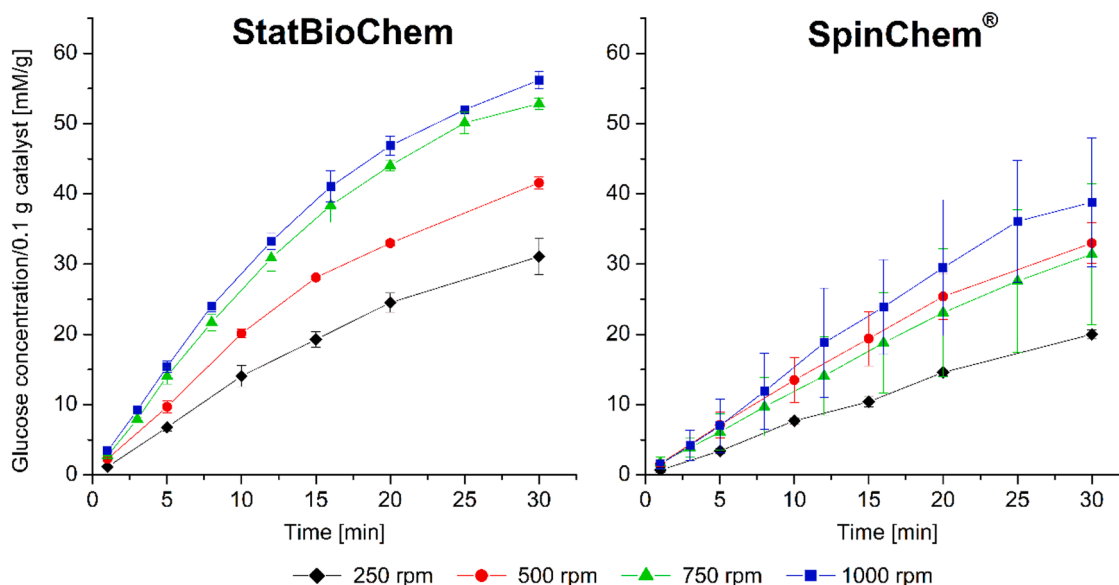 StatBioChem
SpinChem®
Glucose concentration/0.1 g catalyst [mM/g]
60
50
40
30
20
10
0
0 5 10 15 20 25 30
Time [min]
60
50
40
30
20
10
0
0 5 10 15 20 25 30
Time [min]
250 rpm 500 rpm 750 rpm 1000 rpm